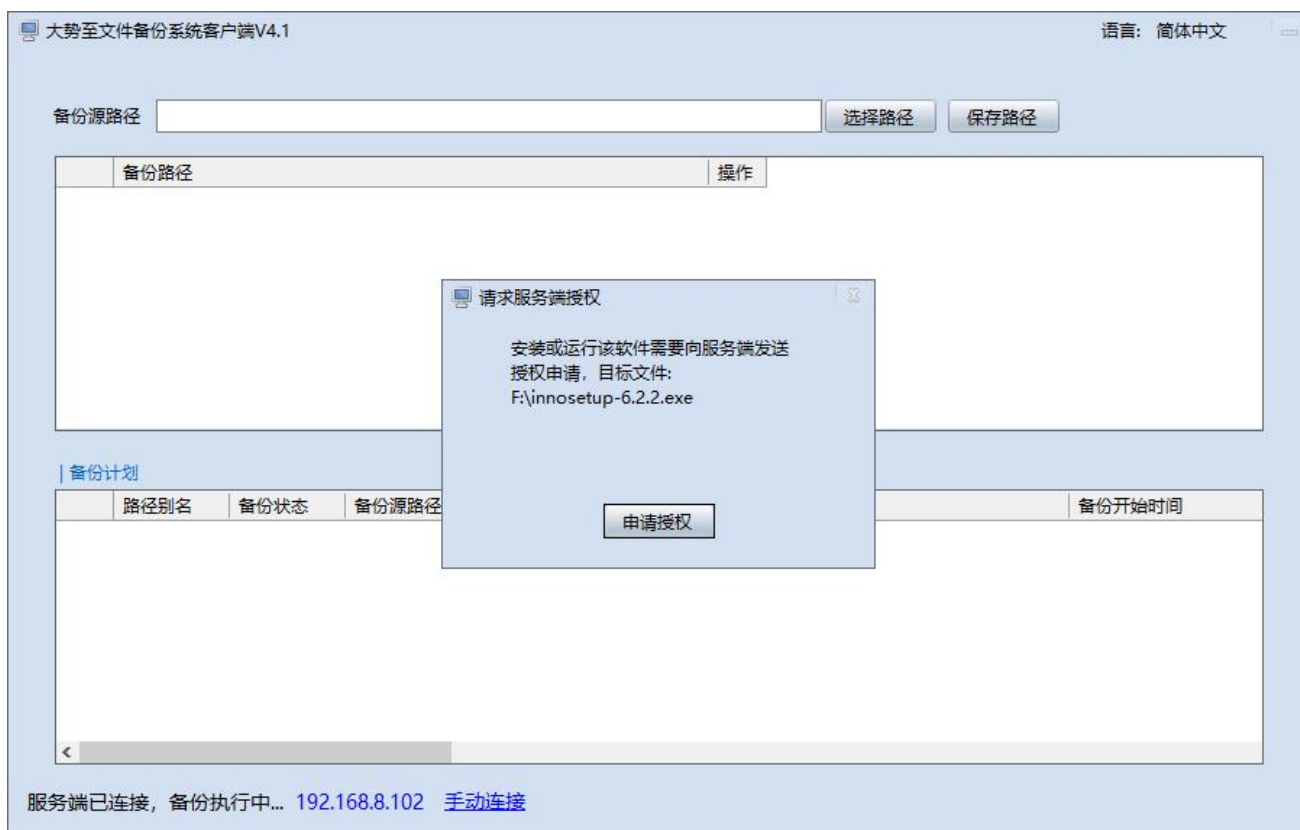 大势至文件备份系统客户端V4.1 语言: 简体中文
备份源路径 选择路径 保存路径
备份路径 操作
请求服务端授权
安装或运行该软件需要向服务端发送
授权申请, 目标文件:
F:\innosetup-6.2.2.exe
申请授权
|备份计划
路径别名 备份状态 备份源路径 备份开始时间
服务端已连接, 备份执行中... 192.168.8.102 手动连接